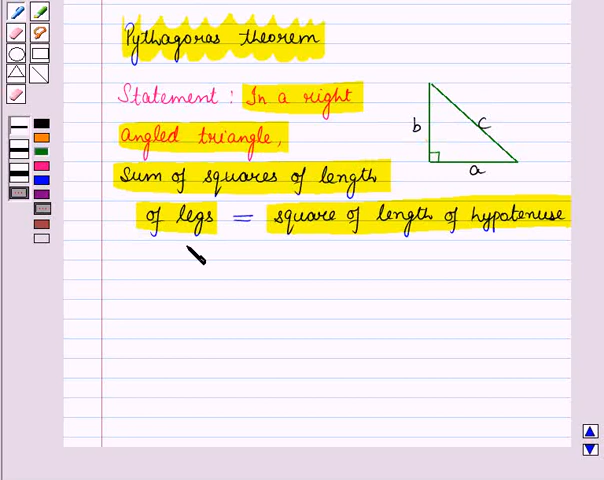 Pythagoras theorem
Statement : In a right
angled triangle,
Sum of squares of length
of legs = square of length of hypotenuse
b
c
a